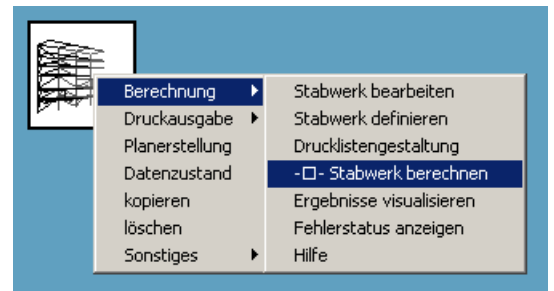 Berechnung
Druckausgabe
Planerstellung
Datenzustand
kopieren
löschen
Sonstiges
Stabwerk bearbeiten
Stabwerk definieren
Drucklistengestaltung
-□- Stabwerk berechnen
Ergebnisse visualisieren
Fehlerstatus anzeigen
Hilfe